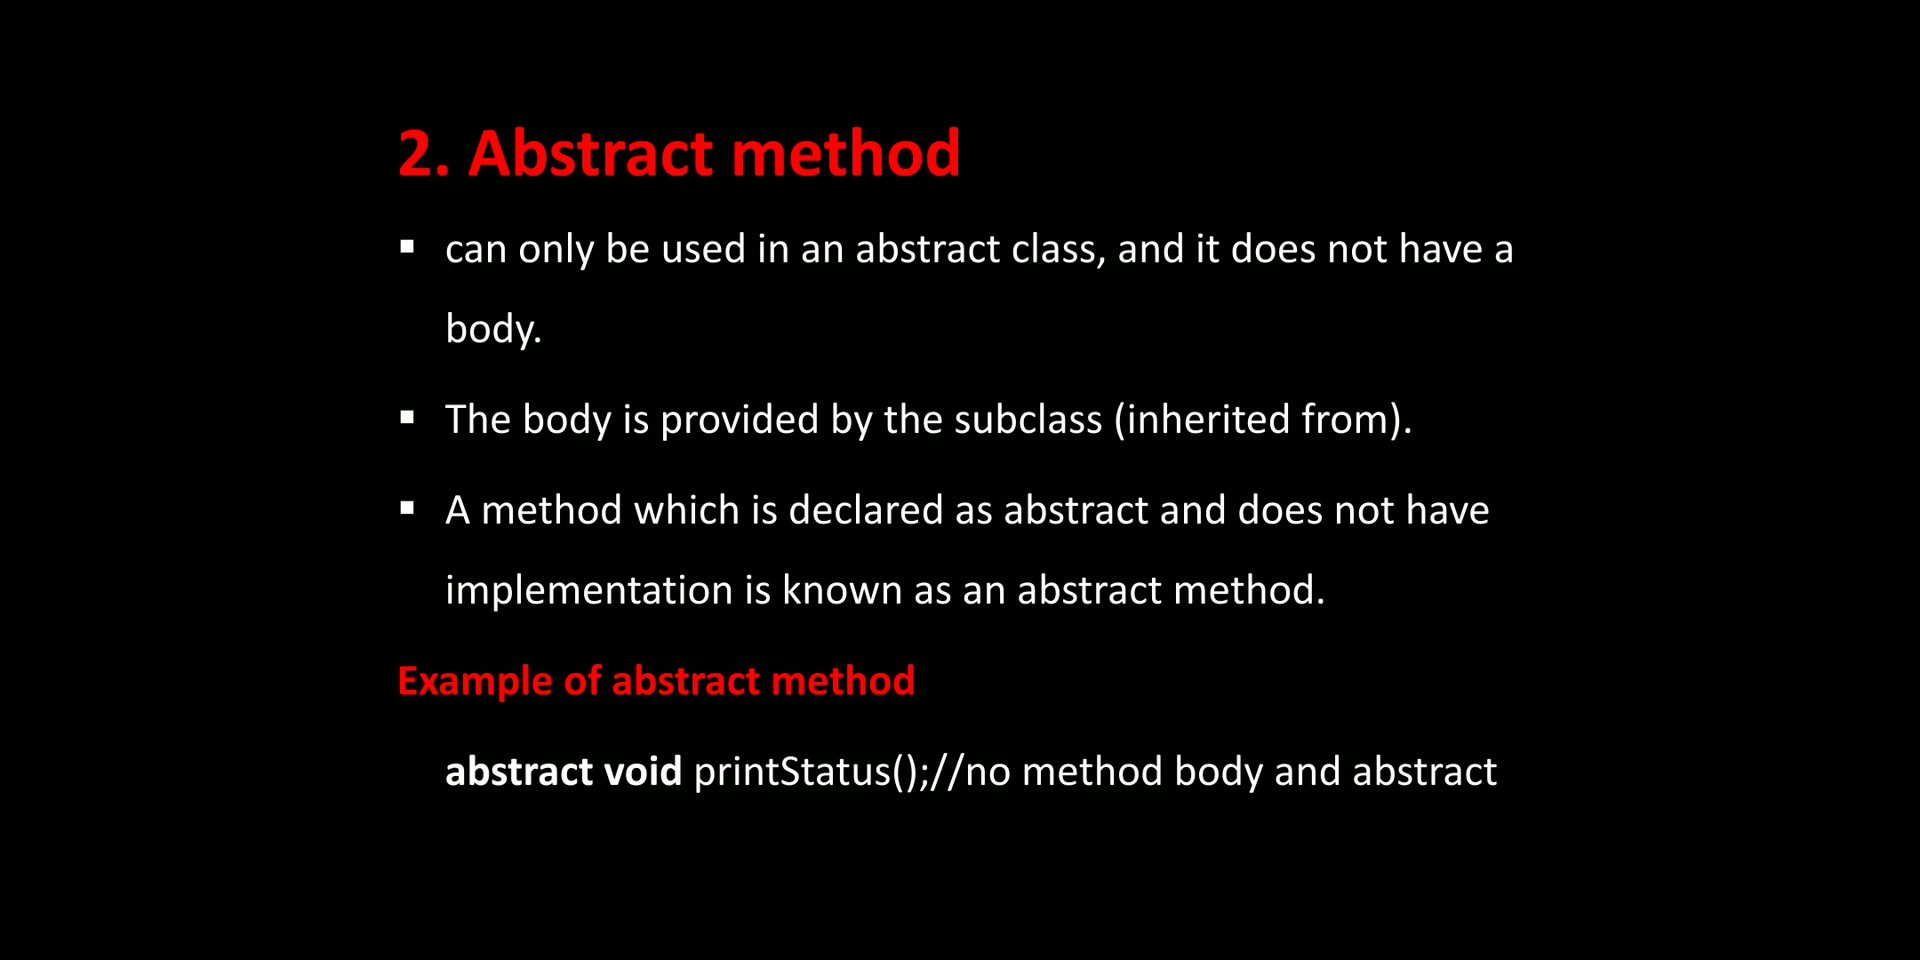 2. Abstract method
▪ can only be used in an abstract class, and it does not have a
body.
▪ The body is provided by the subclass (inherited from).
▪ A method which is declared as abstract and does not have
implementation is known as an abstract method.
Example of abstract method
abstract void printStatus();//no method body and abstract